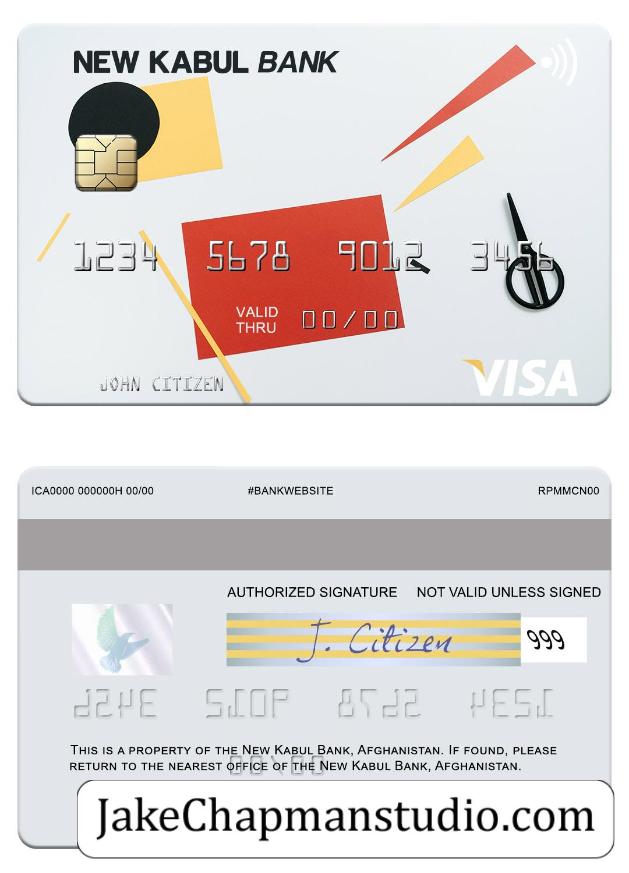 NEW KABUL BANK
1234 5678 9012 3456
VALID
THRU 00/00
JOHN CITIZEN
VISA
ICA0000 000000H 00/00 #BANKWEBSITE RPMMCN00
AUTHORIZED SIGNATURE NOT VALID UNLESS SIGNED
J. Citizen 999
THIS IS A PROPERTY OF THE NEW KABUL BANK, AFGHANISTAN. IF FOUND, PLEASE
RETURN TO THE NEAREST OFFICE OF THE NEW KABUL BANK, AFGHANISTAN.
JakeChapmanstudio.com